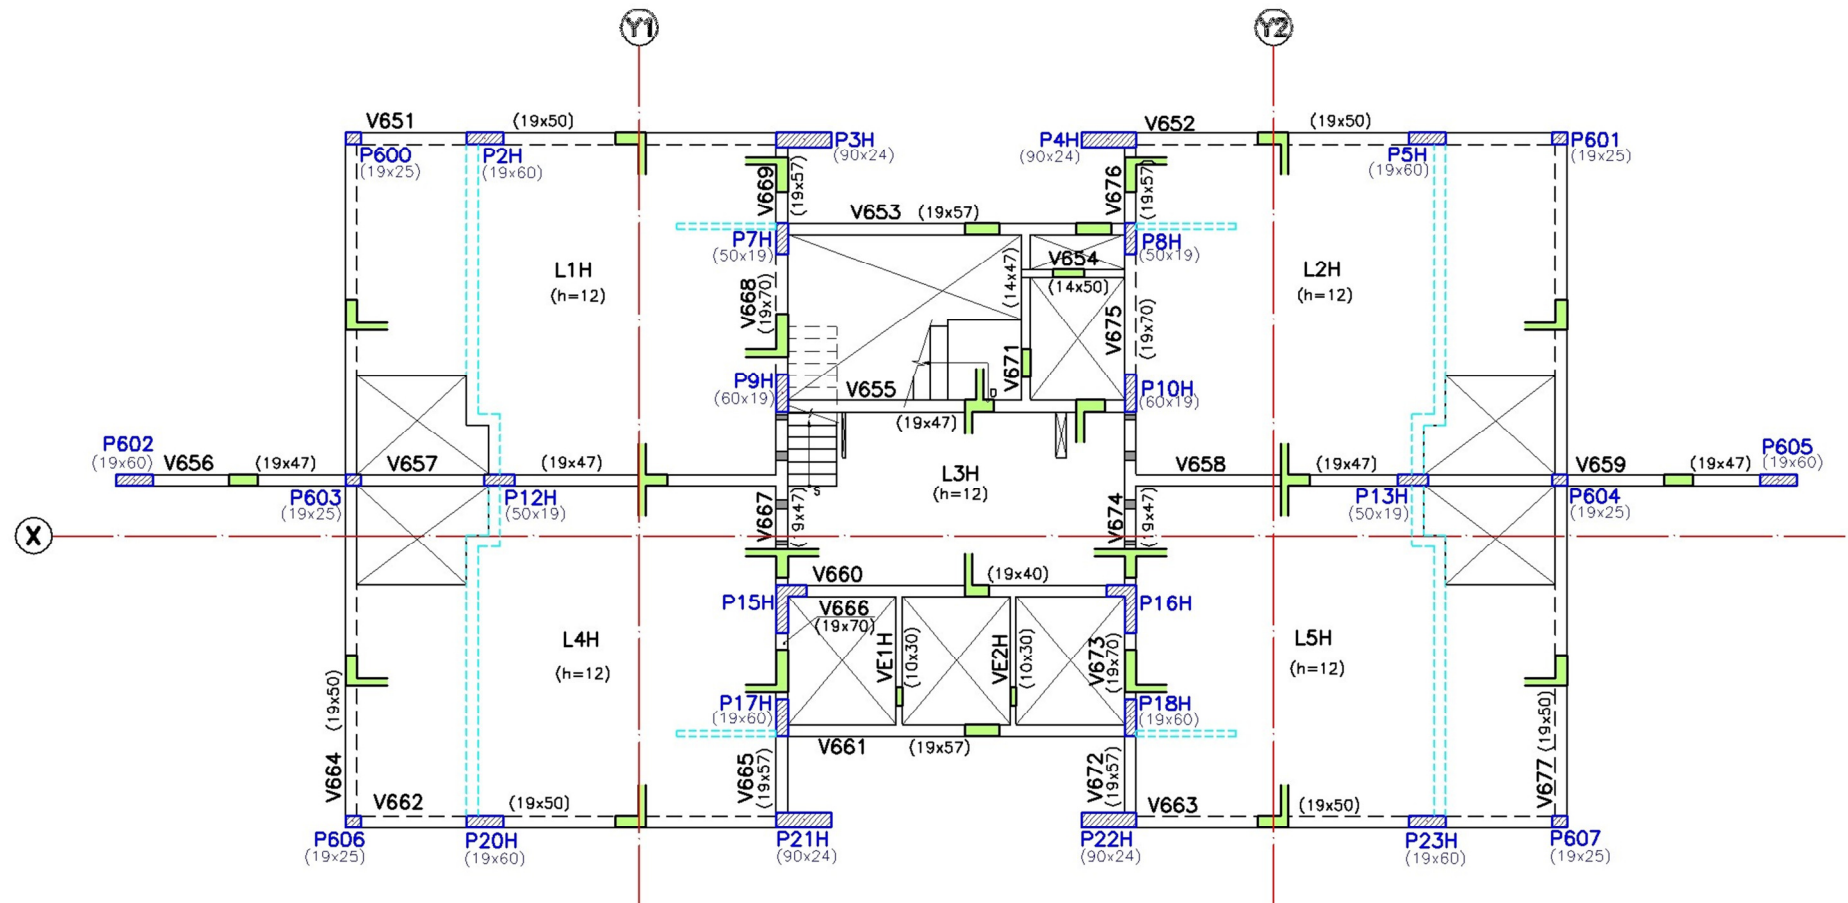 Y1
Y2
V651
(19x50)
P600
(19x25)
P2H
(19x60)
P3H
(90x24)
P4H
(90x24)
V652
(19x50)
P5H
(19x60)
P601
(19x25)
V669
(19x57)
V676
(19x57)
V653
(19x57)
P7H
(50x19)
P8H
(50x19)
L1H
(h=12)
V668
(19x70)
(14x47)
V654
(14x50)
V675
(19x70)
L2H
(h=12)
V671
P9H
(60x19)
V655
(19x47)
D
P10H
(60x19)
P602
(19x60)
V656
(19x47)
V657
(19x47)
P603
(19x25)
P12H
(50x19)
S
L3H
(h=12)
V658
(19x47)
P13H
(50x19)
V659
(19x47)
P604
(19x25)
P605
(19x60)
V667
V674
(19x47)
X
V660
(19x40)
P15H
P16H
V666
(19x70)
VE1H
(10x30)
VE2H
(10x30)
V673
(19x70)
L4H
(h=12)
L5H
(h=12)
P17H
(19x60)
P18H
(19x60)
V661
(19x57)
V664
(19x50)
V665
(19x57)
V672
(19x57)
V677
(19x50)
V662
(19x50)
V663
(19x50)
P606
(19x25)
P20H
(19x60)
P21H
(90x24)
P22H
(90x24)
P23H
(19x60)
P607
(19x25)